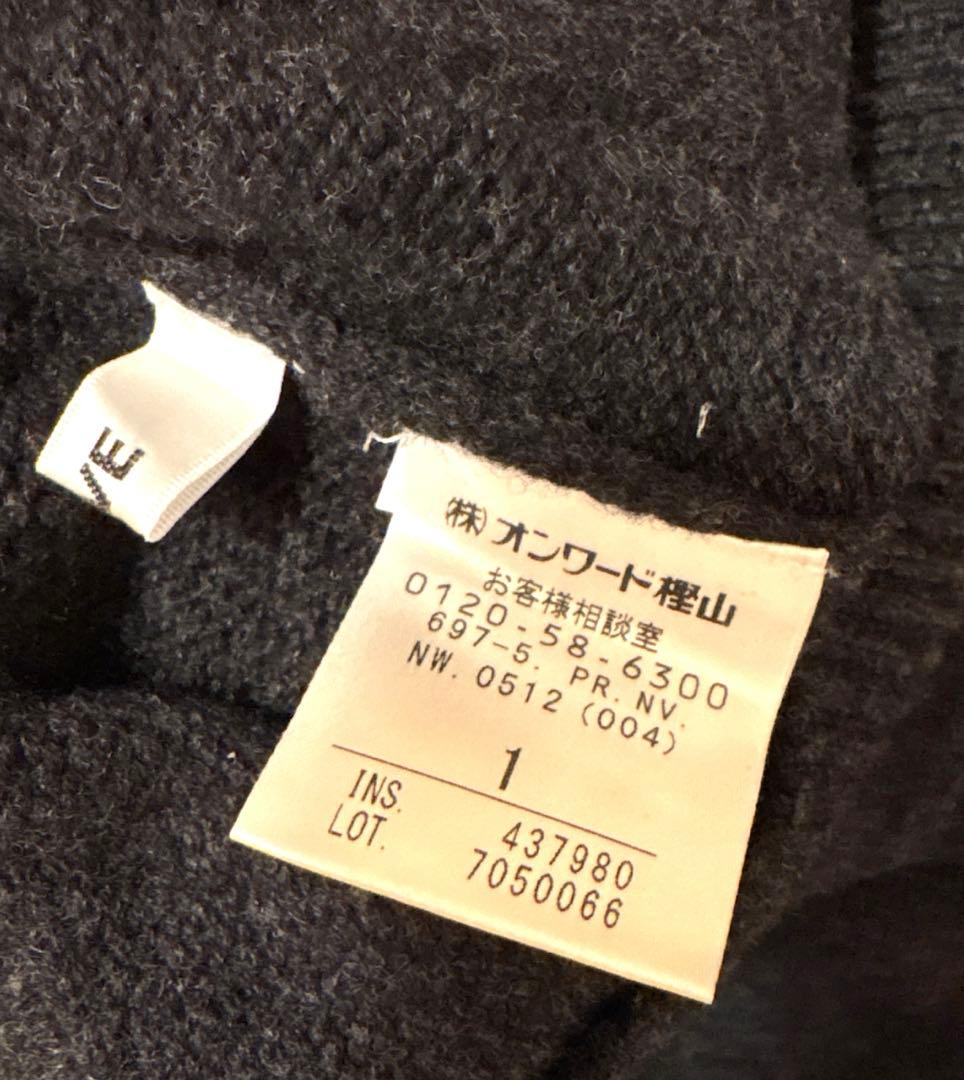 E
(株)オンワード樫山
お客様相談室
0120-58-6300
697-5. PR. NV.
NW. 0512 (004)
1
INS. 437980
LOT. 7050066